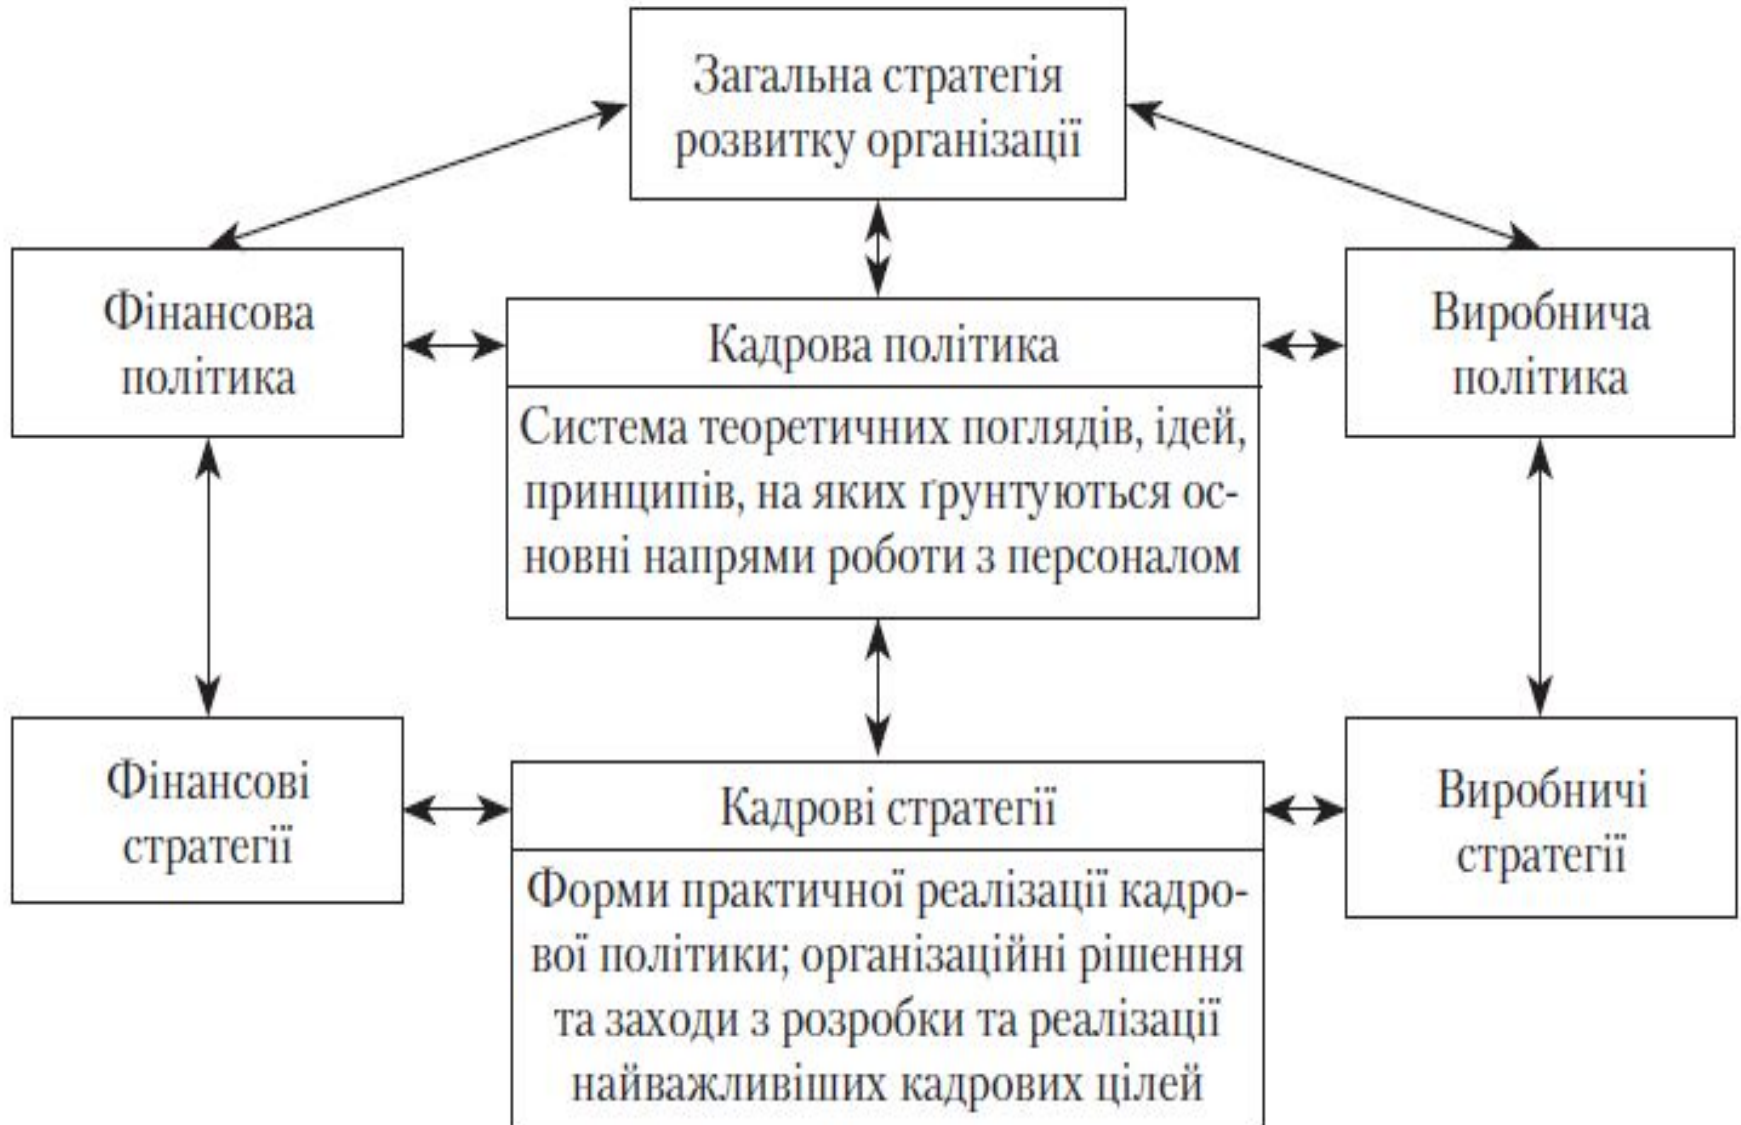 Загальна стратегія
розвитку організації
Фінансова
політика
Кадрова політика
Система теоретичних поглядів, ідей,
принципів, на яких ґрунтуються ос-
новні напрями роботи з персоналом
Виробнича
політика
Фінансові
стратегії
Кадрові стратегії
Форми практичної реалізації кадро-
вої політики; організаційні рішення
та заходи з розробки та реалізації
найважливіших кадрових цілей
Виробничі
стратегії